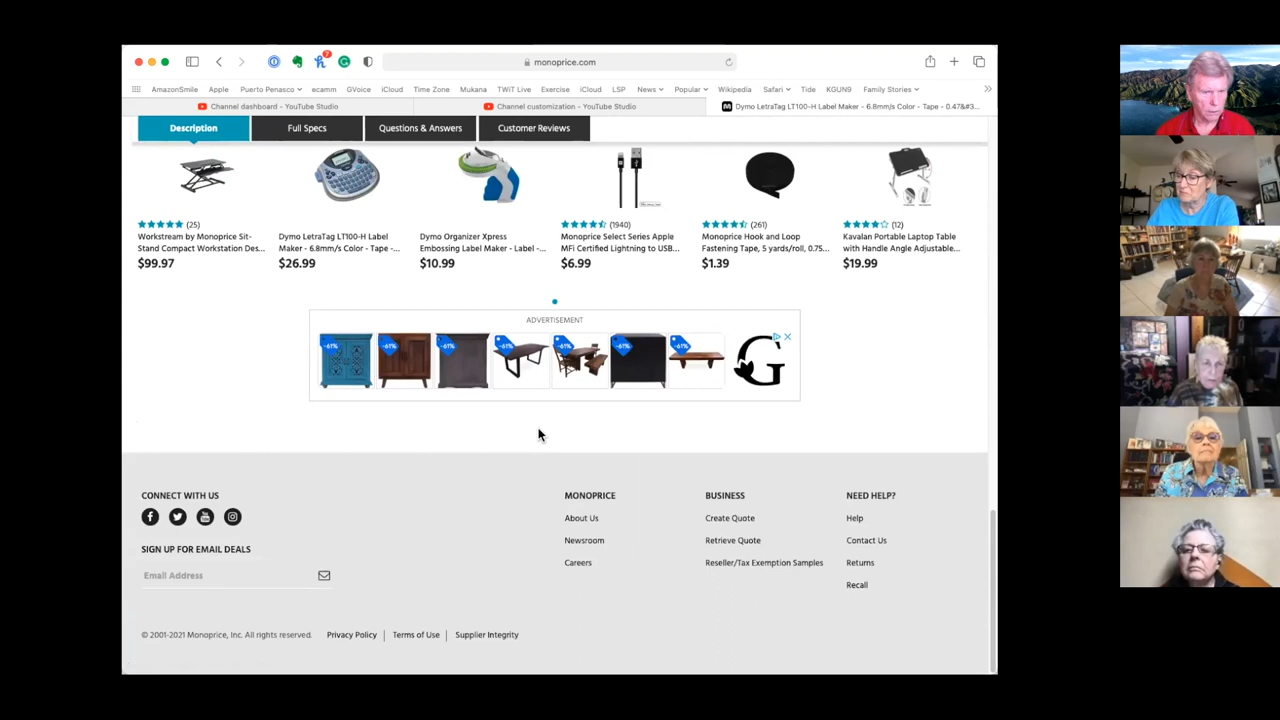 7
monoprice.com
AmazonSmile Apple Puerto Penasco ecamm GVeoh iCloud Time Zone Mukana TWiT Live Exercise iCloud LSP News Popular Wikipedia Safari Tide KGUN9 Family Stories
Channel dashboard - YouTube Studio
Channel customization - YouTube Studio
Dymo LetraTag LT100-H Label Maker - 6.8mm/s Color - Tape - 0.47&#3...
Description Full Specs Questions & Answers Customer Reviews
(25) (1940) (261) (12)
Workstream by Monoprice Sit- Dymo LetraTag LT100-H Label Dymo Organizer Xpress Monoprice Select Series Apple Monoprice Hook and Loop Kavalan Portable Laptop Table
Stand Compact Workstation Des... Maker - 6.8mm/s Color - Tape -... Embossing Label Maker - Label -... MFi Certified Lightning to USB... Fastening Tape, 5 yards/roll, 0.75... with Handle Angle Adjustable...
$99.97 $26.99 $10.99 $6.99 $1.39 $19.99
ADVERTISEMENT
-61% -61% -61% -61% -61% -61% -61%
G
CONNECT WITH US MONOPRICE BUSINESS NEED HELP?
About Us Create Quote Help
Newsroom Retrieve Quote Contact Us
SIGN UP FOR EMAIL DEALS
Careers Reseller/Tax Exemption Samples Returns
Email Address
Recall
© 2001-2021 Monoprice, Inc. All rights reserved. Privacy Policy | Terms of Use | Supplier Integrity